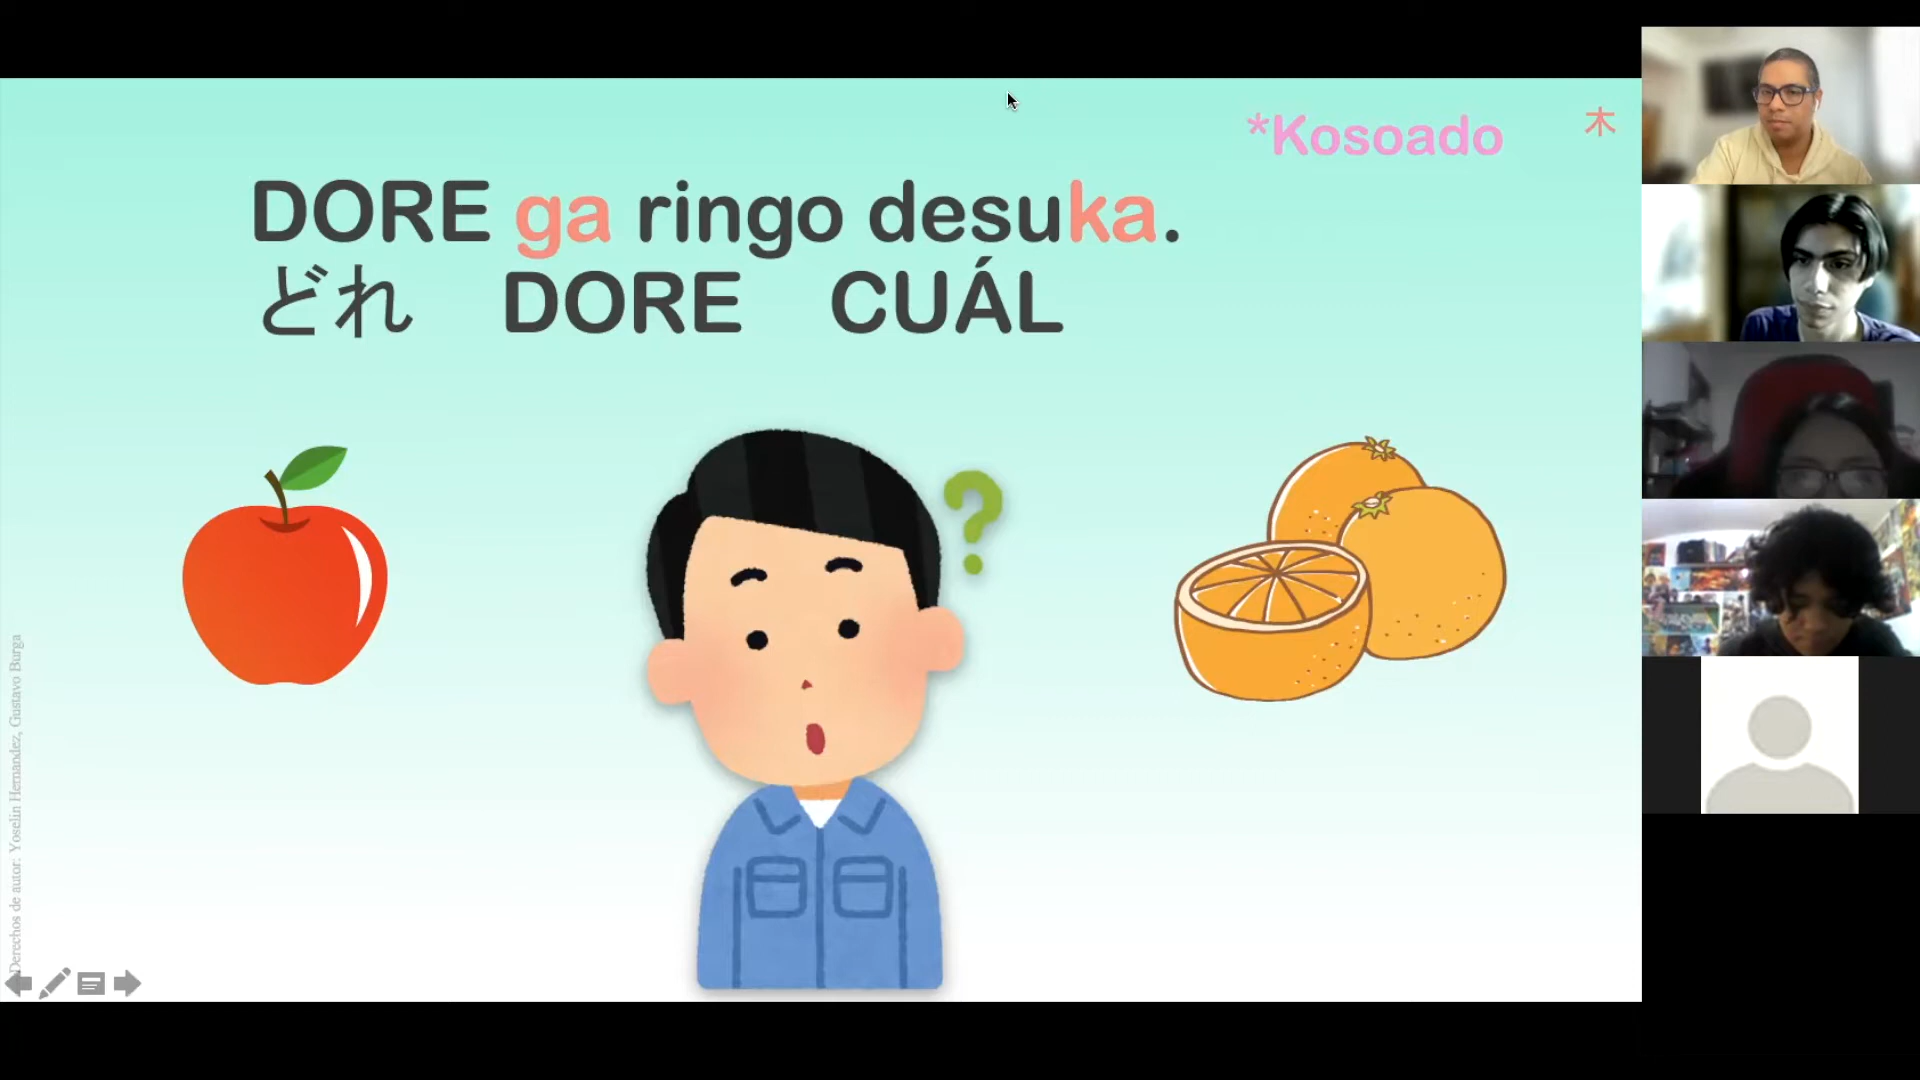 *Kosoado
木
DORE ga ringo desuka.
どれ DORE CUÁL
Derechos de autor: Yoselin Hernandez, Gustavo Burga